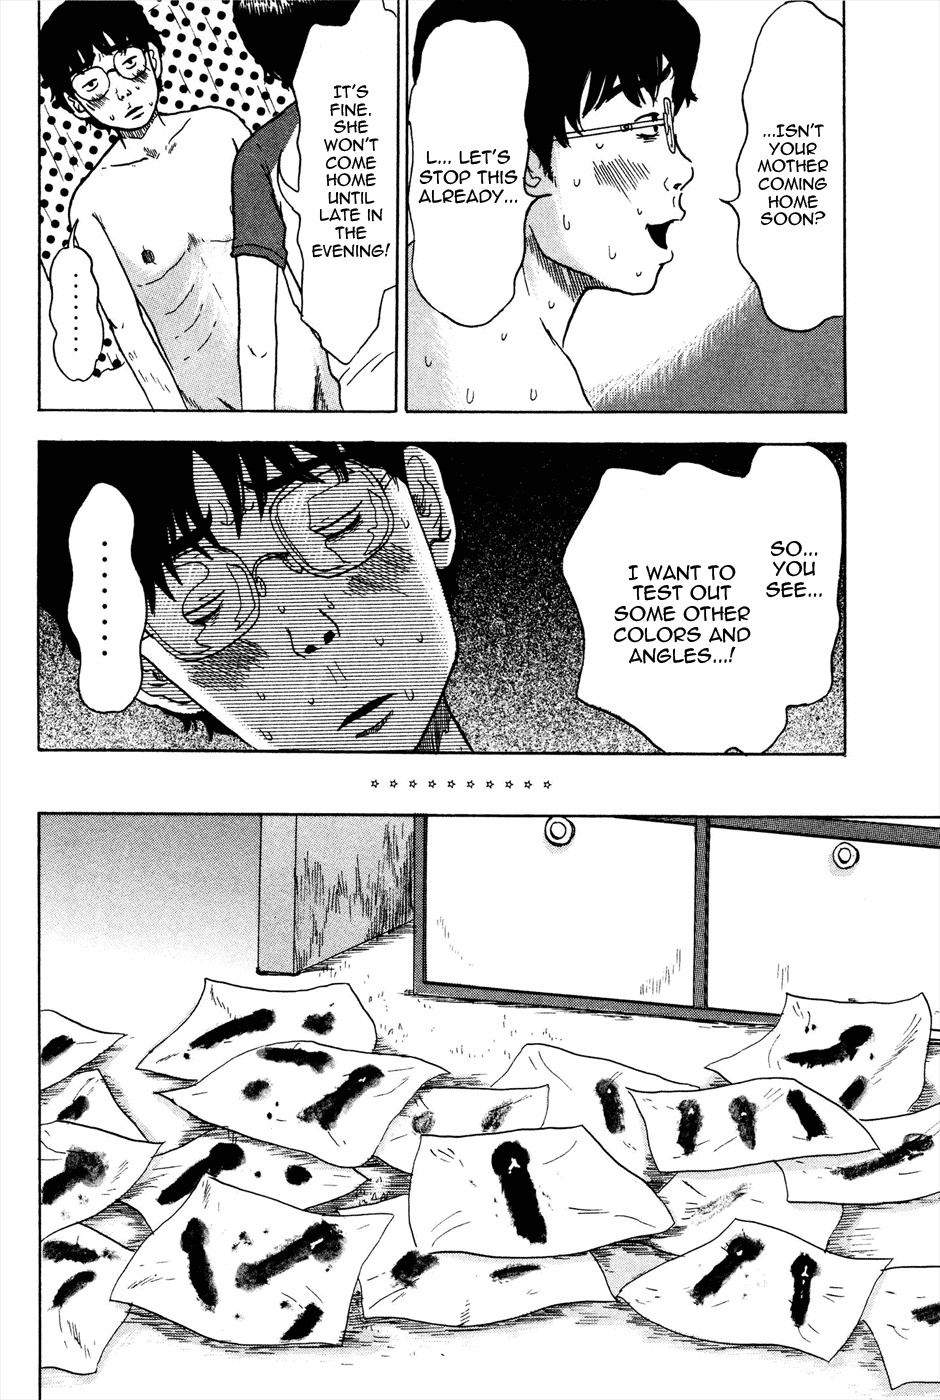 ...ISN'T
YOUR
MOTHER
COMING
HOME
SOON?
L... LET'S
STOP THIS
ALREADY...
IT'S
FINE.
SHE
WON'T
COME
HOME
UNTIL
LATE IN
THE
EVENING!
. . . . . . . .
SO...
YOU
SEE...
I WANT TO
TEST OUT
SOME OTHER
COLORS AND
ANGLES...!
. . . . . . . .
☆ ☆ ☆ ☆ ☆ ☆ ☆ ☆ ☆ ☆